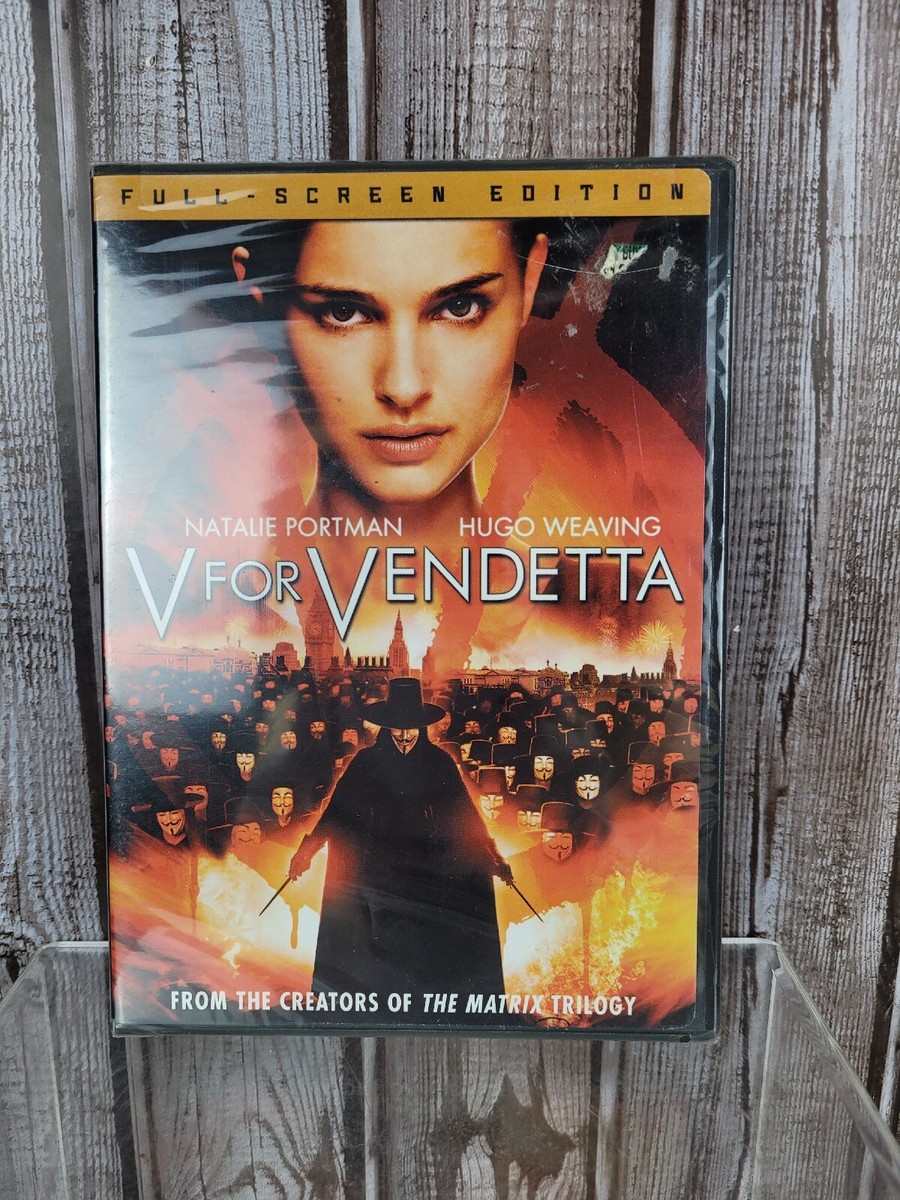 FULL-SCREEN EDITION
NATALIE PORTMAN HUGO WEAVING
V FOR VENDETTA
FROM THE CREATORS OF THE MATRIX TRILOGY